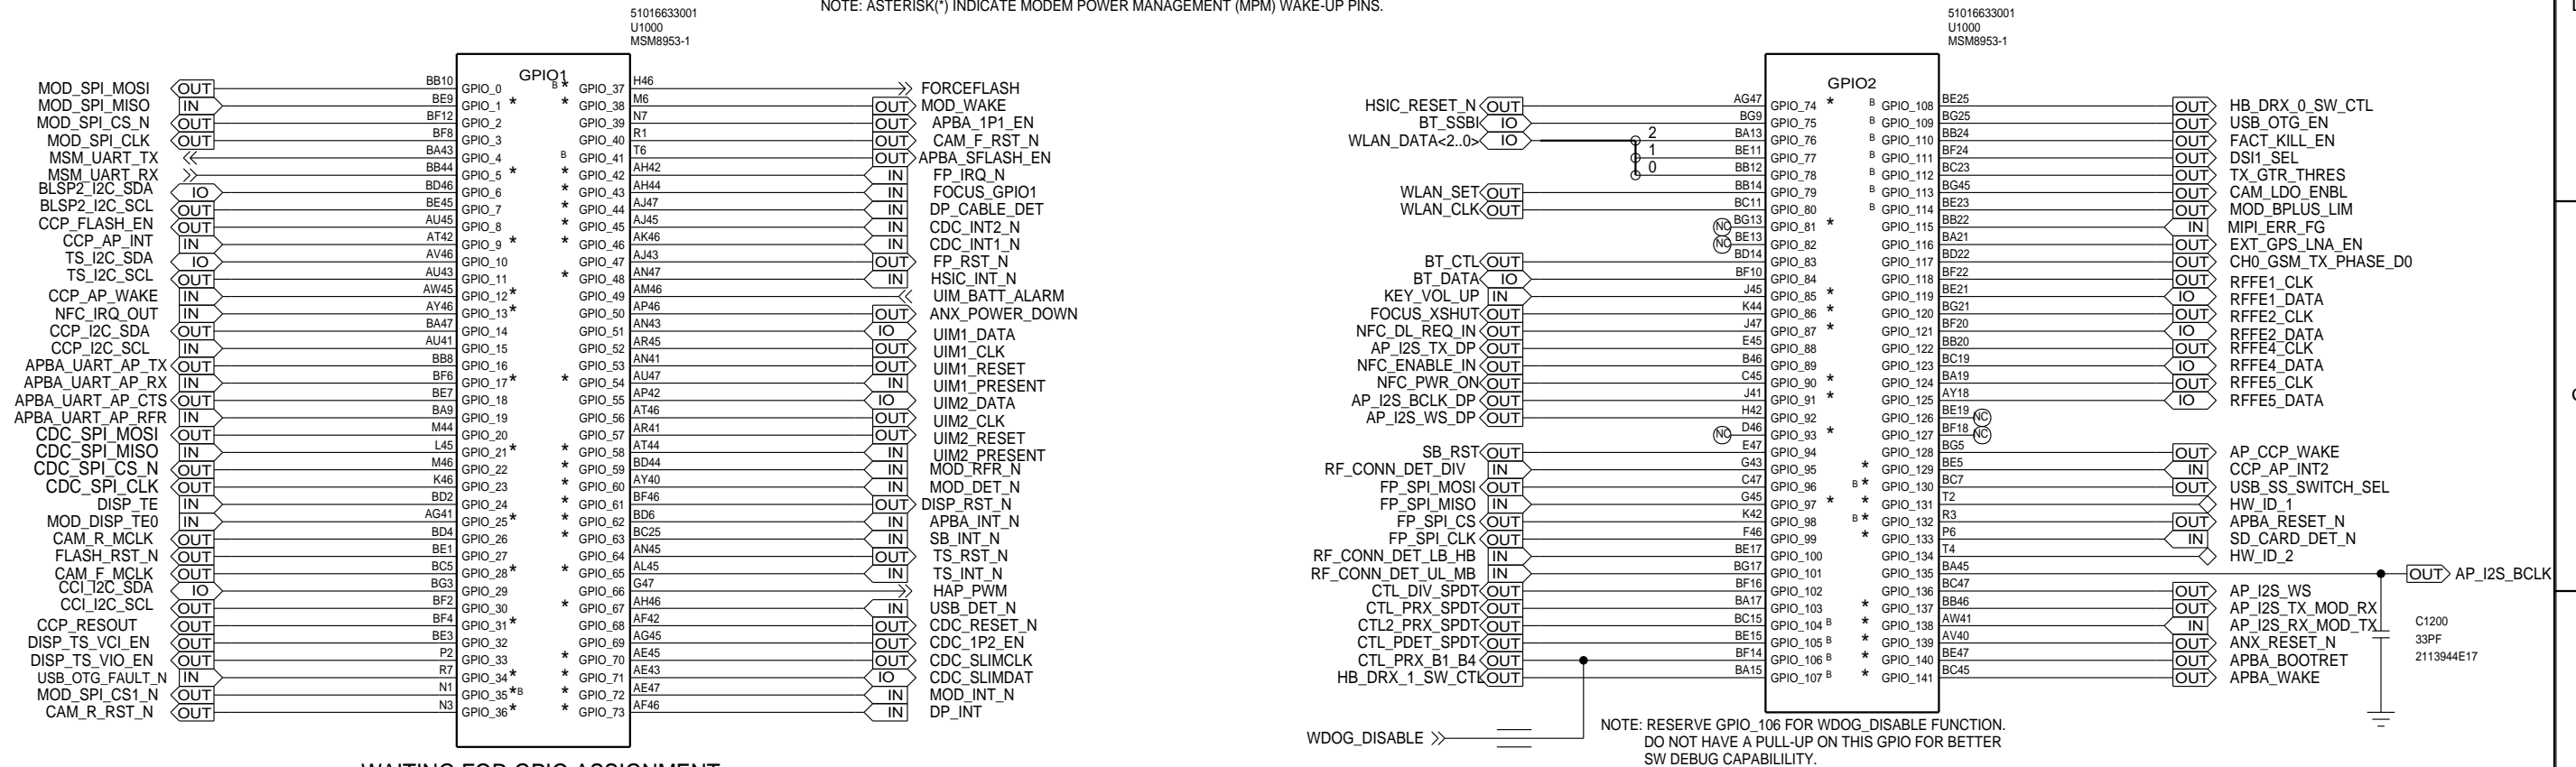 NOTE: ASTERISK(*) INDICATE MODEM POWER MANAGEMENT (MPM) WAKE-UP PINS.
51016633001
U1000
MSM8953-1
GPIO1
MOD_SPI_MOSI OUT BB10 GPIO_0
MOD_SPI_MISO IN BE9 GPIO_1 *
MOD_SPI_CS_N OUT BF12 GPIO_2
MOD_SPI_CLK OUT BF8 GPIO_3
MSM_UART_TX BA43 GPIO_4
MSM_UART_RX BB44 GPIO_5 *
BLSP2_I2C_SDA IO BD46 GPIO_6
BLSP2_I2C_SCL OUT BE45 GPIO_7
CCP_FLASH_EN OUT AU45 GPIO_8
CCP_AP_INT IN AT42 GPIO_9 *
TS_I2C_SDA IO AV46 GPIO_10
TS_I2C_SCL OUT AU43 GPIO_11
CCP_AP_WAKE IN AW45 GPIO_12 *
NFC_IRQ_OUT IN AY46 GPIO_13 *
CCP_I2C_SDA OUT BA47 GPIO_14
CCP_I2C_SCL IN AU41 GPIO_15
APBA_UART_AP_TX OUT BB8 GPIO_16
APBA_UART_AP_RX IN BF6 GPIO_17 *
APBA_UART_AP_CTS OUT BE7 GPIO_18
APBA_UART_AP_RFR IN BA9 GPIO_19
CDC_SPI_MOSI OUT M44 GPIO_20
CDC_SPI_MISO IN L45 GPIO_21 *
CDC_SPI_CS_N OUT M46 GPIO_22
CDC_SPI_CLK OUT K46 GPIO_23
DISP_TE IN BD2 GPIO_24
MOD_DISP_TE0 IN AG41 GPIO_25 *
CAM_R_MCLK OUT BD4 GPIO_26
FLASH_RST_N OUT BE1 GPIO_27
CAM_F_MCLK OUT BC5 GPIO_28 *
CCI_I2C_SDA IO BG3 GPIO_29
CCI_I2C_SCL OUT BF2 GPIO_30
CCP_RESOUT OUT BF4 GPIO_31 *
DISP_TS_VCI_EN OUT BE3 GPIO_32
DISP_TS_VIO_EN OUT P2 GPIO_33
USB_OTG_FAULT_N IN R7 GPIO_34 *
MOD_SPI_CS1_N OUT N1 GPIO_35 *B
CAM_R_RST_N OUT N3 GPIO_36 *
B * GPIO_37 H46 FORCEFLASH
* GPIO_38 M6 OUT MOD_WAKE
GPIO_39 N7 OUT APBA_1P1_EN
GPIO_40 R1 OUT CAM_F_RST_N
B GPIO_41 T6 OUT APBA_SFLASH_EN
* GPIO_42 AH42 IN FP_IRQ_N
* GPIO_43 AH44 IN FOCUS_GPIO1
* GPIO_44 AJ47 IN DP_CABLE_DET
* GPIO_45 AJ45 IN CDC_INT2_N
* GPIO_46 AK46 IN CDC_INT1_N
GPIO_47 AJ43 OUT FP_RST_N
* GPIO_48 AN47 IN HSIC_INT_N
GPIO_49 AM46 UIM_BATT_ALARM
GPIO_50 AP46 OUT ANX_POWER_DOWN
GPIO_51 AN43 IO UIM1_DATA
GPIO_52 AR45 OUT UIM1_CLK
GPIO_53 AN41 OUT UIM1_RESET
* GPIO_54 AU47 IN UIM1_PRESENT
GPIO_55 AP42 IO UIM2_DATA
GPIO_56 AT46 OUT UIM2_CLK
GPIO_57 AR41 OUT UIM2_RESET
* GPIO_58 AT44 IN UIM2_PRESENT
* GPIO_59 BD44 IN MOD_RFR_N
* GPIO_60 AY40 IN MOD_DET_N
* GPIO_61 BF46 OUT DISP_RST_N
* GPIO_62 BD6 IN APBA_INT_N
* GPIO_63 BC25 IN SB_INT_N
GPIO_64 AN45 OUT TS_RST_N
* GPIO_65 AL45 IN TS_INT_N
GPIO_66 G47 HAP_PWM
* GPIO_67 AH46 IN USB_DET_N
GPIO_68 AF42 OUT CDC_RESET_N
GPIO_69 AG45 OUT CDC_1P2_EN
* GPIO_70 AE45 OUT CDC_SLIMCLK
* GPIO_71 AE43 IO CDC_SLIMDAT
* GPIO_72 AE47 IN MOD_INT_N
* GPIO_73 AF46 IN DP_INT
51016633001
U1000
MSM8953-1
GPIO2
HSIC_RESET_N OUT AG47 GPIO_74 *
BT_SSBI IO BG9 GPIO_75
WLAN_DATA<2..0> IO 2 BA13 GPIO_76
1 BE11 GPIO_77
0 BB12 GPIO_78
WLAN_SET OUT BB14 GPIO_79
WLAN_CLK OUT BC11 GPIO_80
NC BG13 GPIO_81 *
NC BE13 GPIO_82
BT_CTL OUT BD14 GPIO_83
BT_DATA IO BF10 GPIO_84
KEY_VOL_UP IN J45 GPIO_85 *
FOCUS_XSHUT OUT K44 GPIO_86 *
NFC_DL_REQ_IN OUT J47 GPIO_87 *
AP_I2S_TX_DP OUT E45 GPIO_88
NFC_ENABLE_IN OUT B46 GPIO_89
NFC_PWR_ON OUT C45 GPIO_90 *
AP_I2S_BCLK_DP OUT J41 GPIO_91 *
AP_I2S_WS_DP OUT H42 GPIO_92
NC D46 GPIO_93 *
SB_RST OUT E47 GPIO_94
RF_CONN_DET_DIV IN G43 GPIO_95
FP_SPI_MOSI OUT C47 GPIO_96
FP_SPI_MISO IN G45 GPIO_97 *
FP_SPI_CS OUT K42 GPIO_98
FP_SPI_CLK OUT F46 GPIO_99
RF_CONN_DET_LB_HB IN BE17 GPIO_100
RF_CONN_DET_UL_MB IN BG17 GPIO_101
CTL_DIV_SPDT OUT BF16 GPIO_102
CTL_PRX_SPDT OUT BA17 GPIO_103
CTL2_PRX_SPDT OUT BC15 GPIO_104 B
CTL_PDET_SPDT OUT BE15 GPIO_105 B
CTL_PRX_B1_B4 OUT BF14 GPIO_106 B
HB_DRX_1_SW_CTL OUT BA15 GPIO_107 B
B GPIO_108 BE25 OUT HB_DRX_0_SW_CTL
B GPIO_109 BG25 OUT USB_OTG_EN
B GPIO_110 BB24 OUT FACT_KILL_EN
B GPIO_111 BF24 OUT DSI1_SEL
B GPIO_112 BC23 OUT TX_GTR_THRES
B GPIO_113 BG45 OUT CAM_LDO_ENBL
B GPIO_114 BE23 OUT MOD_BPLUS_LIM
GPIO_115 BB22 IN MIPI_ERR_FG
GPIO_116 BA21 OUT EXT_GPS_LNA_EN
GPIO_117 BD22 OUT CH0_GSM_TX_PHASE_D0
GPIO_118 BF22 OUT RFFE1_CLK
GPIO_119 BE21 IO RFFE1_DATA
GPIO_120 BG21 OUT RFFE2_CLK
GPIO_121 BF20 IO RFFE2_DATA
GPIO_122 BB20 OUT RFFE4_CLK
GPIO_123 BC19 IO RFFE4_DATA
GPIO_124 BA19 OUT RFFE5_CLK
GPIO_125 AY18 IO RFFE5_DATA
GPIO_126 BE19 NC
GPIO_127 BF18 NC
GPIO_128 BG5 OUT AP_CCP_WAKE
* GPIO_129 BE5 IN CCP_AP_INT2
B * GPIO_130 BC7 OUT USB_SS_SWITCH_SEL
* GPIO_131 T2 HW_ID_1
B * GPIO_132 R3 OUT APBA_RESET_N
* GPIO_133 P6 IN SD_CARD_DET_N
GPIO_134 T4 HW_ID_2
GPIO_135 BA45 OUT AP_I2S_BCLK
GPIO_136 BC47 OUT AP_I2S_WS
* GPIO_137 BB46 OUT AP_I2S_TX_MOD_RX
* GPIO_138 AW41 IN AP_I2S_RX_MOD_TX
* GPIO_139 AV40 OUT ANX_RESET_N
* GPIO_140 BE47 OUT APBA_BOOTRET
* GPIO_141 BC45 OUT APBA_WAKE
C1200
33PF
2113944E17
WDOG_DISABLE
NOTE: RESERVE GPIO_106 FOR WDOG_DISABLE FUNCTION.
DO NOT HAVE A PULL-UP ON THIS GPIO FOR BETTER
SW DEBUG CAPABILILITY.
WAITING FOR GPIO ASSIGNMENT